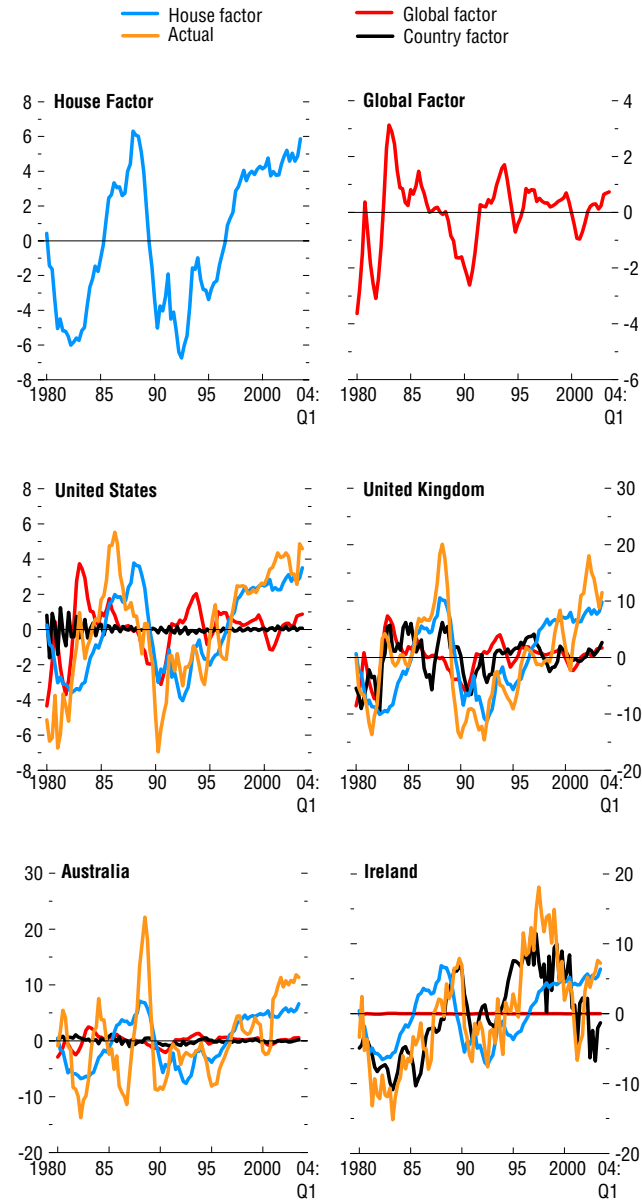 House factor Global factor
Actual Country factor
House Factor
8
6
4
2
0
-2
-4
-6
-8
1980 85 90 95 2000 04:
Q1
Global Factor
4
2
0
-2
-4
-6
1980 85 90 95 2000 04:
Q1
United States
8
6
4
2
0
-2
-4
-6
-8
1980 85 90 95 2000 04:
Q1
United Kingdom
30
20
10
0
-10
-20
1980 85 90 95 2000 04:
Q1
Australia
30
20
10
0
-10
-20
1980 85 90 95 2000 04:
Q1
Ireland
30
20
10
0
-10
-20
1980 85 90 95 2000 04:
Q1